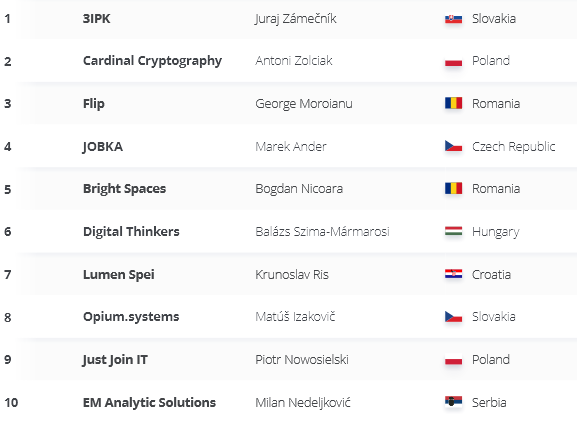 1 3IPK Juraj Zámečník Slovakia
2 Cardinal Cryptography Antoni Zolciak Poland
3 Flip George Moroianu Romania
4 JOBKA Marek Ander Czech Republic
5 Bright Spaces Bogdan Nicoara Romania
6 Digital Thinkers Balázs Szima-Mármarosi Hungary
7 Lumen Spei Krunoslav Ris Croatia
8 Opium.systems Matúš Izakovič Slovakia
9 Just Join IT Piotr Nowosielski Poland
10 EM Analytic Solutions Milan Nedeljković Serbia